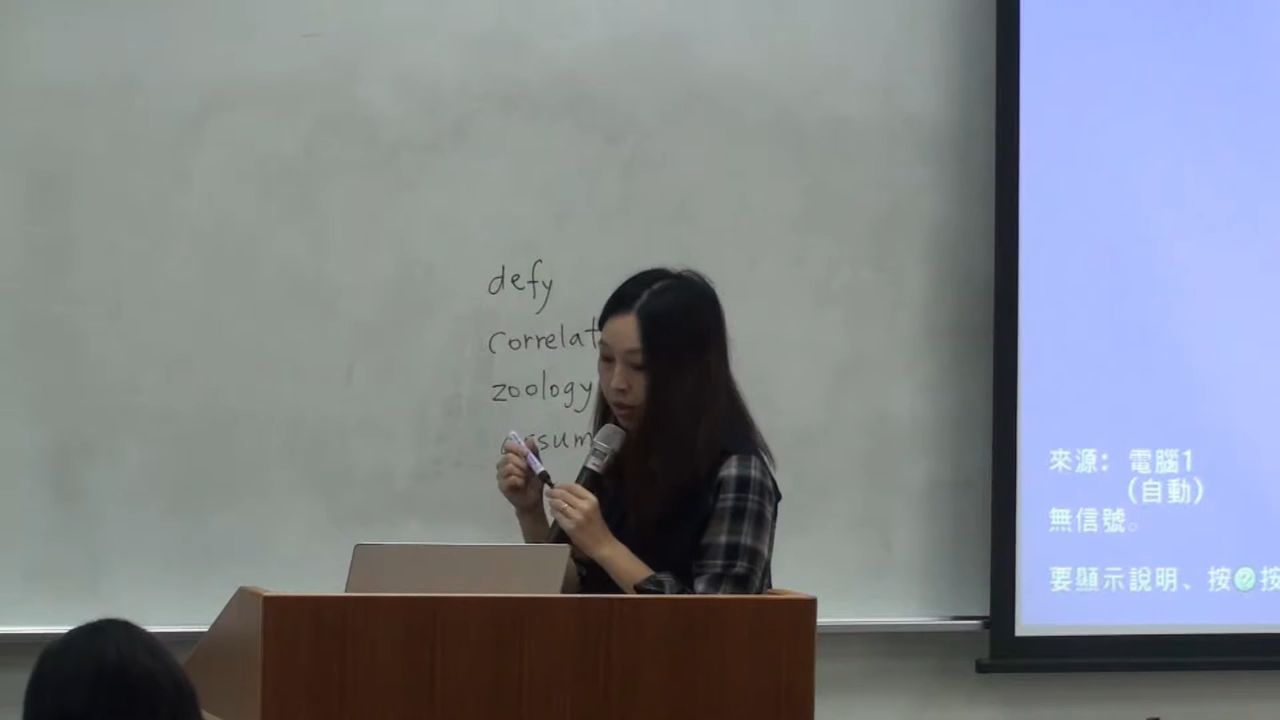 defy
correlat
zoology
來源： 電腦1
(自動)
無信號。
要顯示說明、按?按